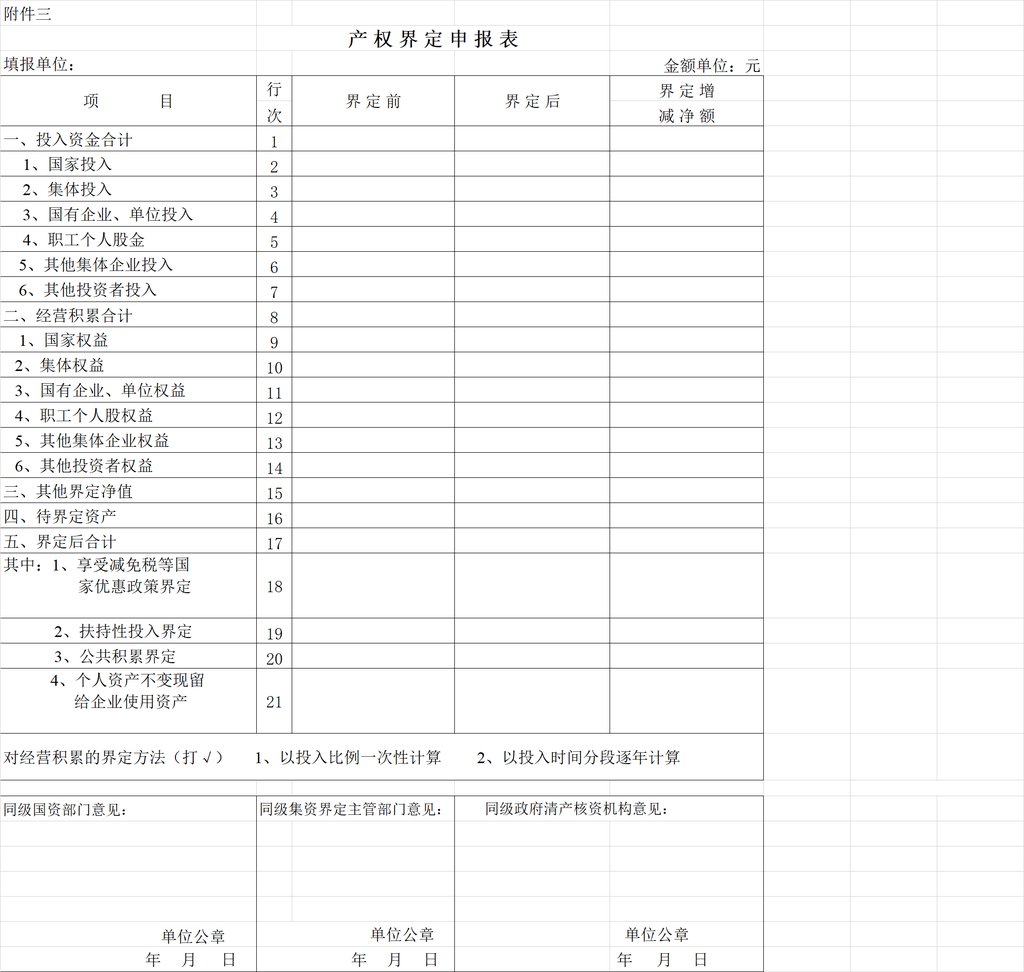 附件三
产权界定申报表
填报单位：
金额单位：元
项 目 行次 界定前 界定后 界定增减净额
一、投入资金合计 1
1、国家投入 2
2、集体投入 3
3、国有企业、单位投入 4
4、职工个人股金 5
5、其他集体企业投入 6
6、其他投资者投入 7
二、经营积累合计 8
1、国家权益 9
2、集体权益 10
3、国有企业、单位权益 11
4、职工个人股权益 12
5、其他集体企业权益 13
6、其他投资者权益 14
三、其他界定净值 15
四、待界定资产 16
五、界定后合计 17
其中：1、享受减免税等国
家优惠政策界定 18
2、扶持性投入界定 19
3、公共积累界定 20
4、个人资产不变现留
给企业使用资产 21
对经营积累的界定方法（打√） 1、以投入比例一次性计算 2、以投入时间分段逐年计算
同级国资部门意见： 同级集资界定主管部门意见： 同级政府清产核资机构意见：
单位公章 单位公章 单位公章
年 月 日 年 月 日 年 月 日